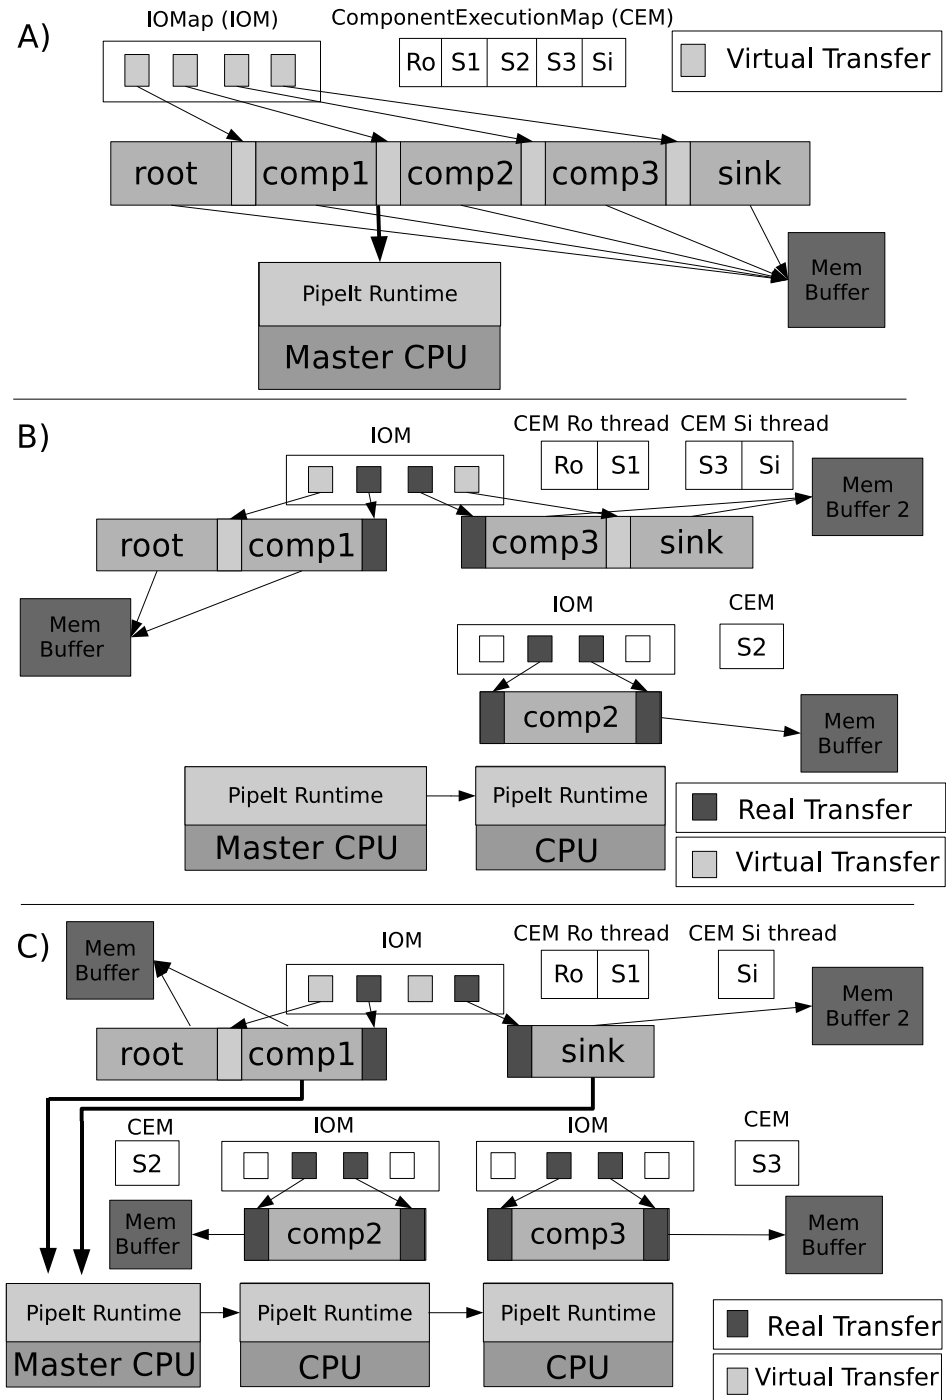 A)
IOMap (IOM)
ComponentExecutionMap (CEM)
Ro S1 S2 S3 Si
Virtual Transfer
root comp1 comp2 comp3 sink
Mem
Buffer
PipeIt Runtime
Master CPU
B)
IOM
CEM Ro thread
CEM Si thread
Ro S1
S3 Si
Mem
Buffer 2
root comp1
comp3 sink
Mem
Buffer
IOM
CEM
S2
comp2
Mem
Buffer
PipeIt Runtime
Master CPU
PipeIt Runtime
CPU
Real Transfer
Virtual Transfer
C)
Mem
Buffer
IOM
CEM Ro thread
CEM Si thread
Ro S1
Si
Mem
Buffer 2
root comp1
sink
CEM
S2
IOM
IOM
CEM
S3
Mem
Buffer
comp2
comp3
Mem
Buffer
PipeIt Runtime
Master CPU
PipeIt Runtime
CPU
PipeIt Runtime
CPU
Real Transfer
Virtual Transfer